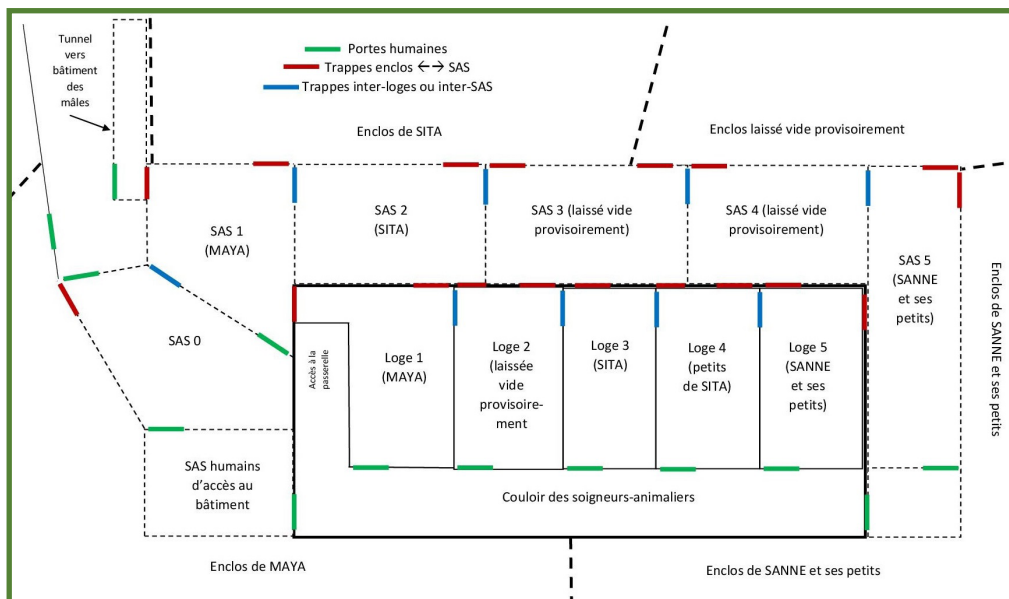 Tunnel
vers
bâtiment
des
mâles
Portes humaines
Trappes enclos <--> SAS
Trappes inter-loges ou inter-SAS
Enclos de SITA
Enclos laissé vide provisoirement
SAS 1
(MAYA)
SAS 2
(SITA)
SAS 3 (laissé vide
provisoirement)
SAS 4 (laissé vide
provisoirement)
SAS 5
(SANNE
et ses
petits)
Enclos de SANNE et ses petits
SAS 0
Accès à la
passerelle
Loge 1
(MAYA)
Loge 2
(laissée
vide
provisoire-
ment
Loge 3
(SITA)
Loge 4
(petits
de SITA)
Loge 5
(SANNE
et ses
petits)
SAS humains
d'accès au
bâtiment
Couloir des soigneurs-animaliers
Enclos de MAYA
Enclos de SANNE et ses petits